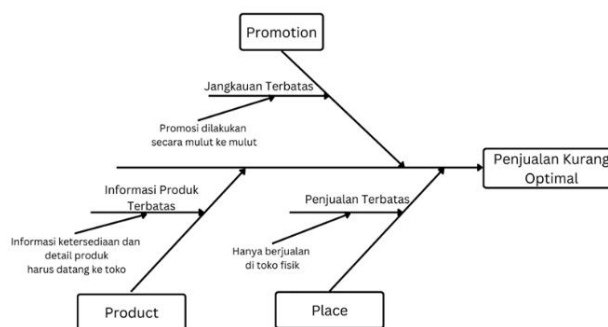 Promotion
Jangkauan Terbatas
Promosi dilakukan
secara mulut ke mulut
Penjualan Kurang
Optimal
Informasi Produk
Terbatas
Informasi ketersediaan dan
detail produk
harus datang ke toko
Penjualan Terbatas
Hanya berjualan
di toko fisik
Product
Place